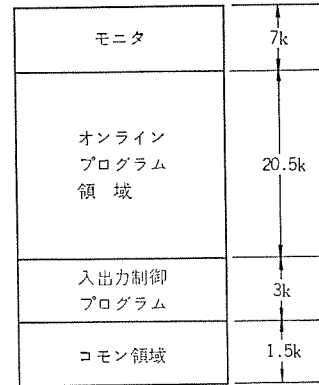 モニタ
7k
オンライン
プログラム
領 域
20.5k
入出力制御
プログラム
3k
コモン領域
1.5k